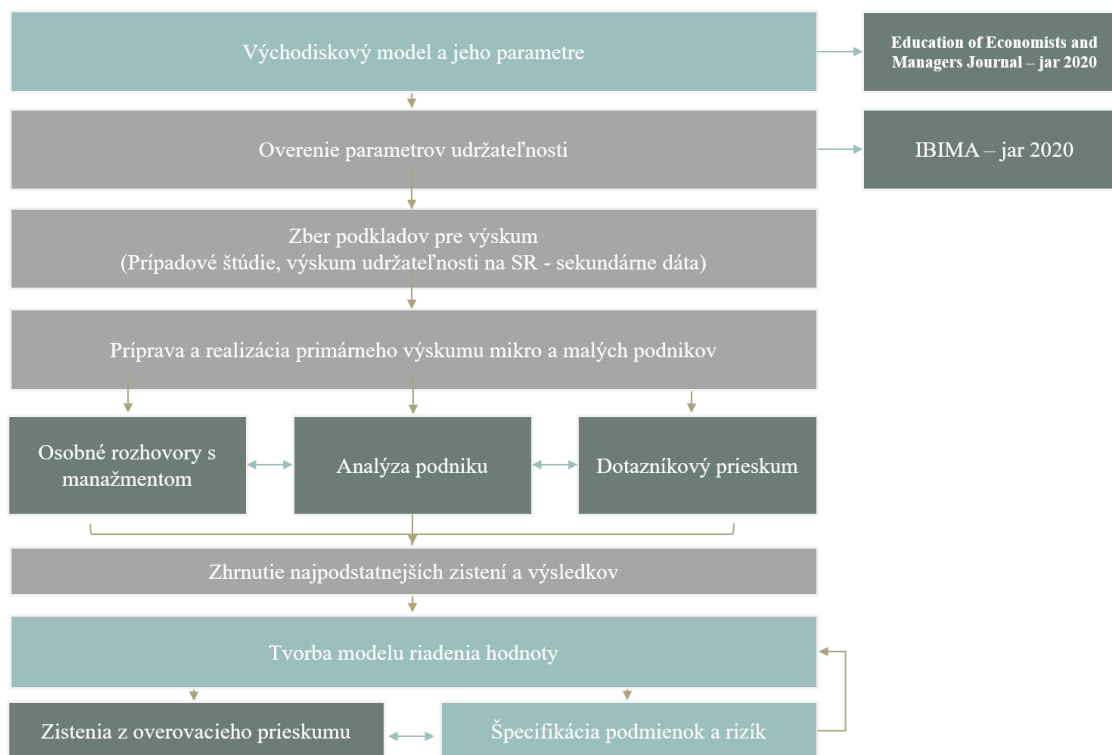 Východiskový model a jeho parametre
Education of Economists and
Managers Journal – jar 2020
Overenie parametrov udržateľnosti
IBIMA – jar 2020
Zber podkladov pre výskum
(Prípadové štúdie, výskum udržateľnosti na SR - sekundárne dáta)
Príprava a realizácia primárneho výskumu mikro a malých podnikov
Osobné rozhovory s
manažmentom
Analýza podniku
Dotazníkový prieskum
Zhrnutie najpodstatnejších zistení a výsledkov
Tvorba modelu riadenia hodnoty
Zistenia z overovacieho prieskumu
Špecifikácia podmienok a rizík